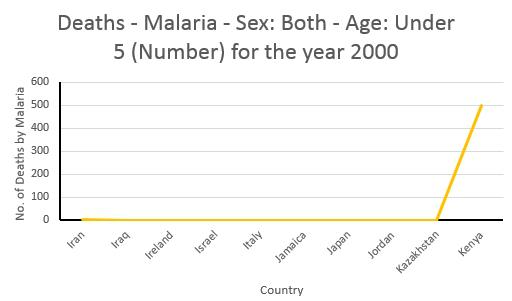 Deaths - Malaria - Sex: Both - Age: Under
5 (Number) for the year 2000
No. of Deaths by Malaria
600
500
400
300
200
100
0
Iran
Iraq
Ireland
Israel
Italy
Jamaica
Japan
Jordan
Kazakhstan
Kenya
Country